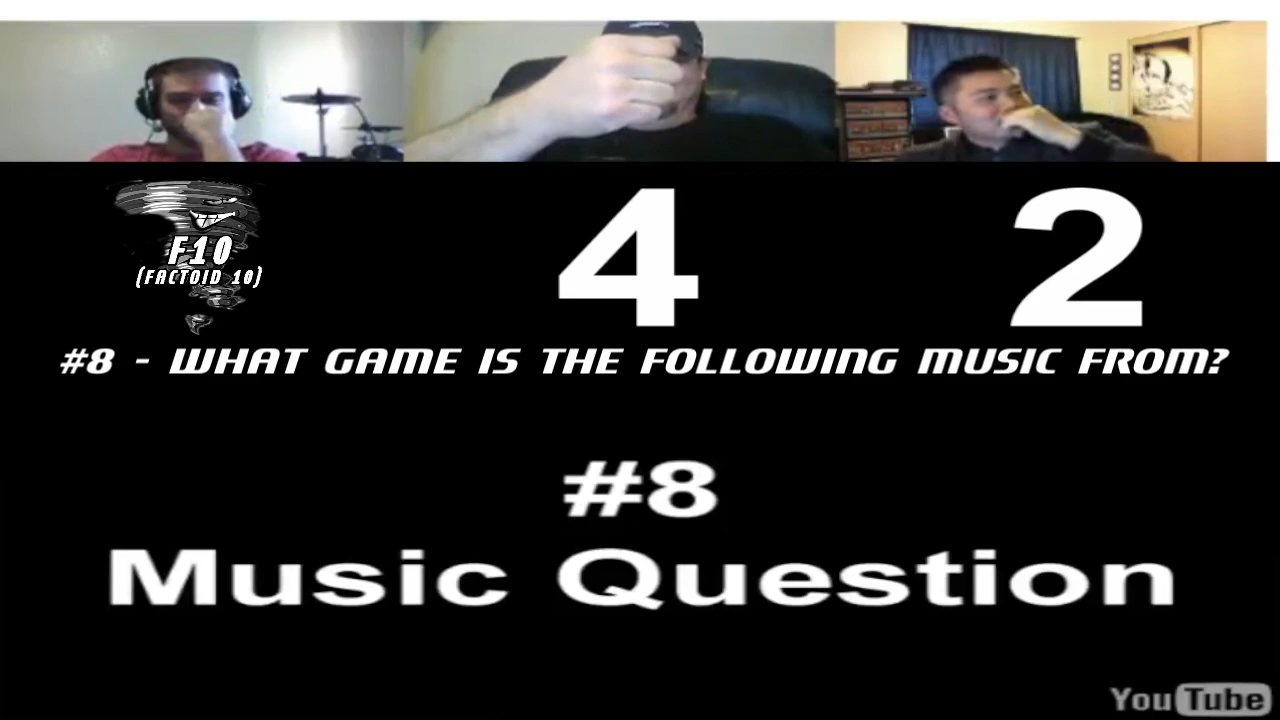 F10
(FACTOID 10)
4
2
#8 - WHAT GAME IS THE FOLLOWING MUSIC FROM?
#8
Music Question
YouTube